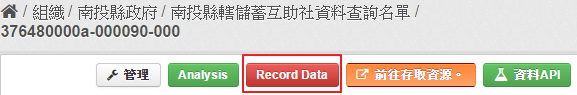 / 組織 / 南投縣政府 / 南投縣轄儲蓄互助社資料查詢名單 /
376480000a-000090-000
管理 Analysis Record Data 前往存取資源。 資料API